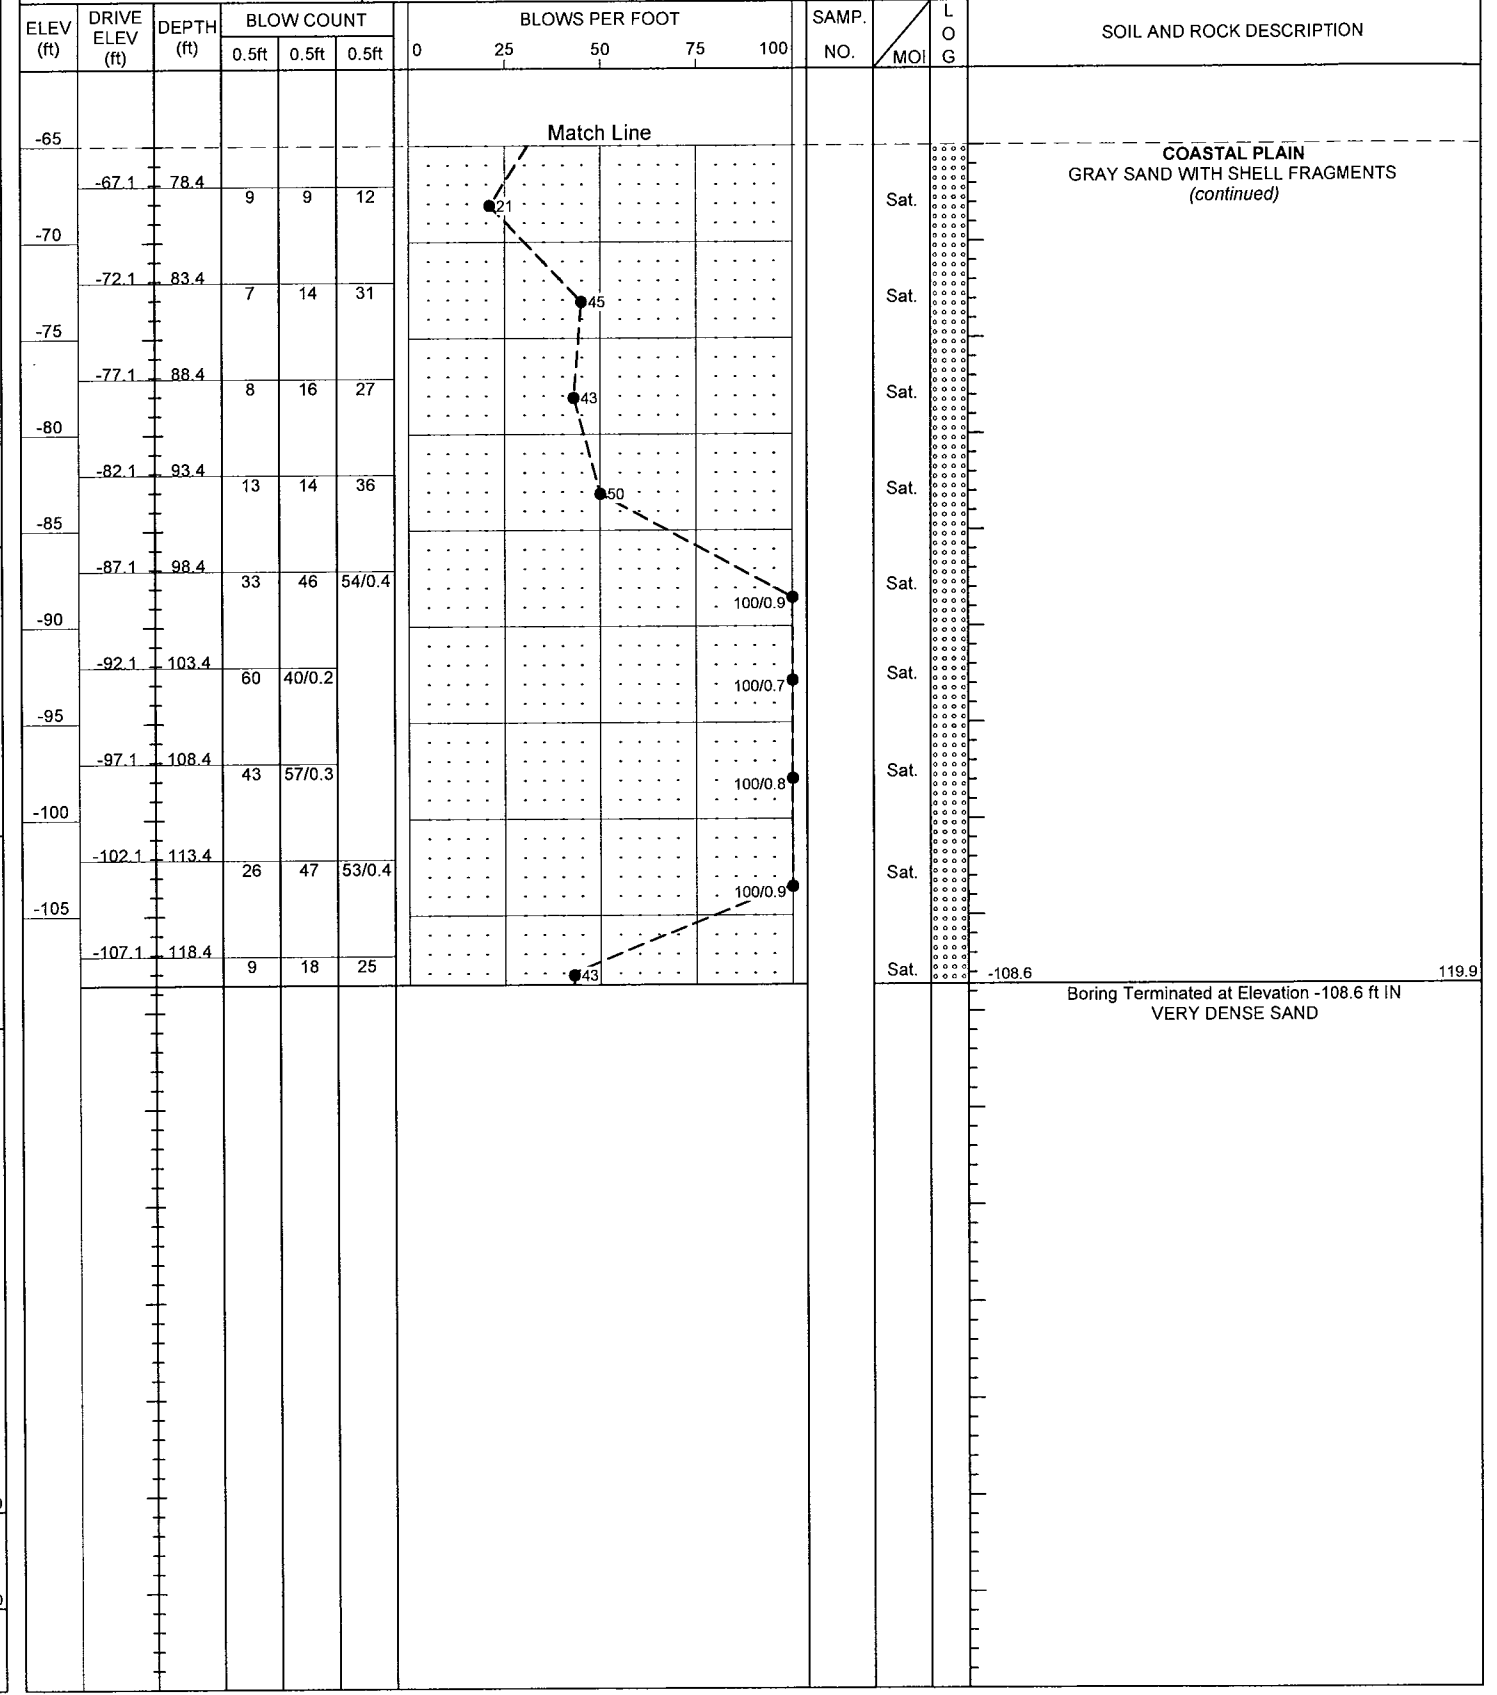 ELEV (ft) DRIVE ELEV (ft) DEPTH (ft) BLOW COUNT BLOWS PER FOOT SAMP. NO. MOI L O G SOIL AND ROCK DESCRIPTION
0.5ft 0.5ft 0.5ft 0 25 50 75 100
Match Line
-65
COASTAL PLAIN
GRAY SAND WITH SHELL FRAGMENTS
(continued)
-67.1 78.4 9 9 12 21 Sat.
-70
-72.1 83.4 7 14 31 45 Sat.
-75
-77.1 88.4 8 16 27 43 Sat.
-80
-82.1 93.4 13 14 36 50 Sat.
-85
-87.1 98.4 33 46 54/0.4 100/0.9 Sat.
-90
-92.1 103.4 60 40/0.2 100/0.7 Sat.
-95
-97.1 108.4 43 57/0.3 100/0.8 Sat.
-100
-102.1 113.4 26 47 53/0.4 100/0.9 Sat.
-105
-107.1 118.4 9 18 25 43 Sat.
-108.6 119.9
Boring Terminated at Elevation -108.6 ft IN
VERY DENSE SAND